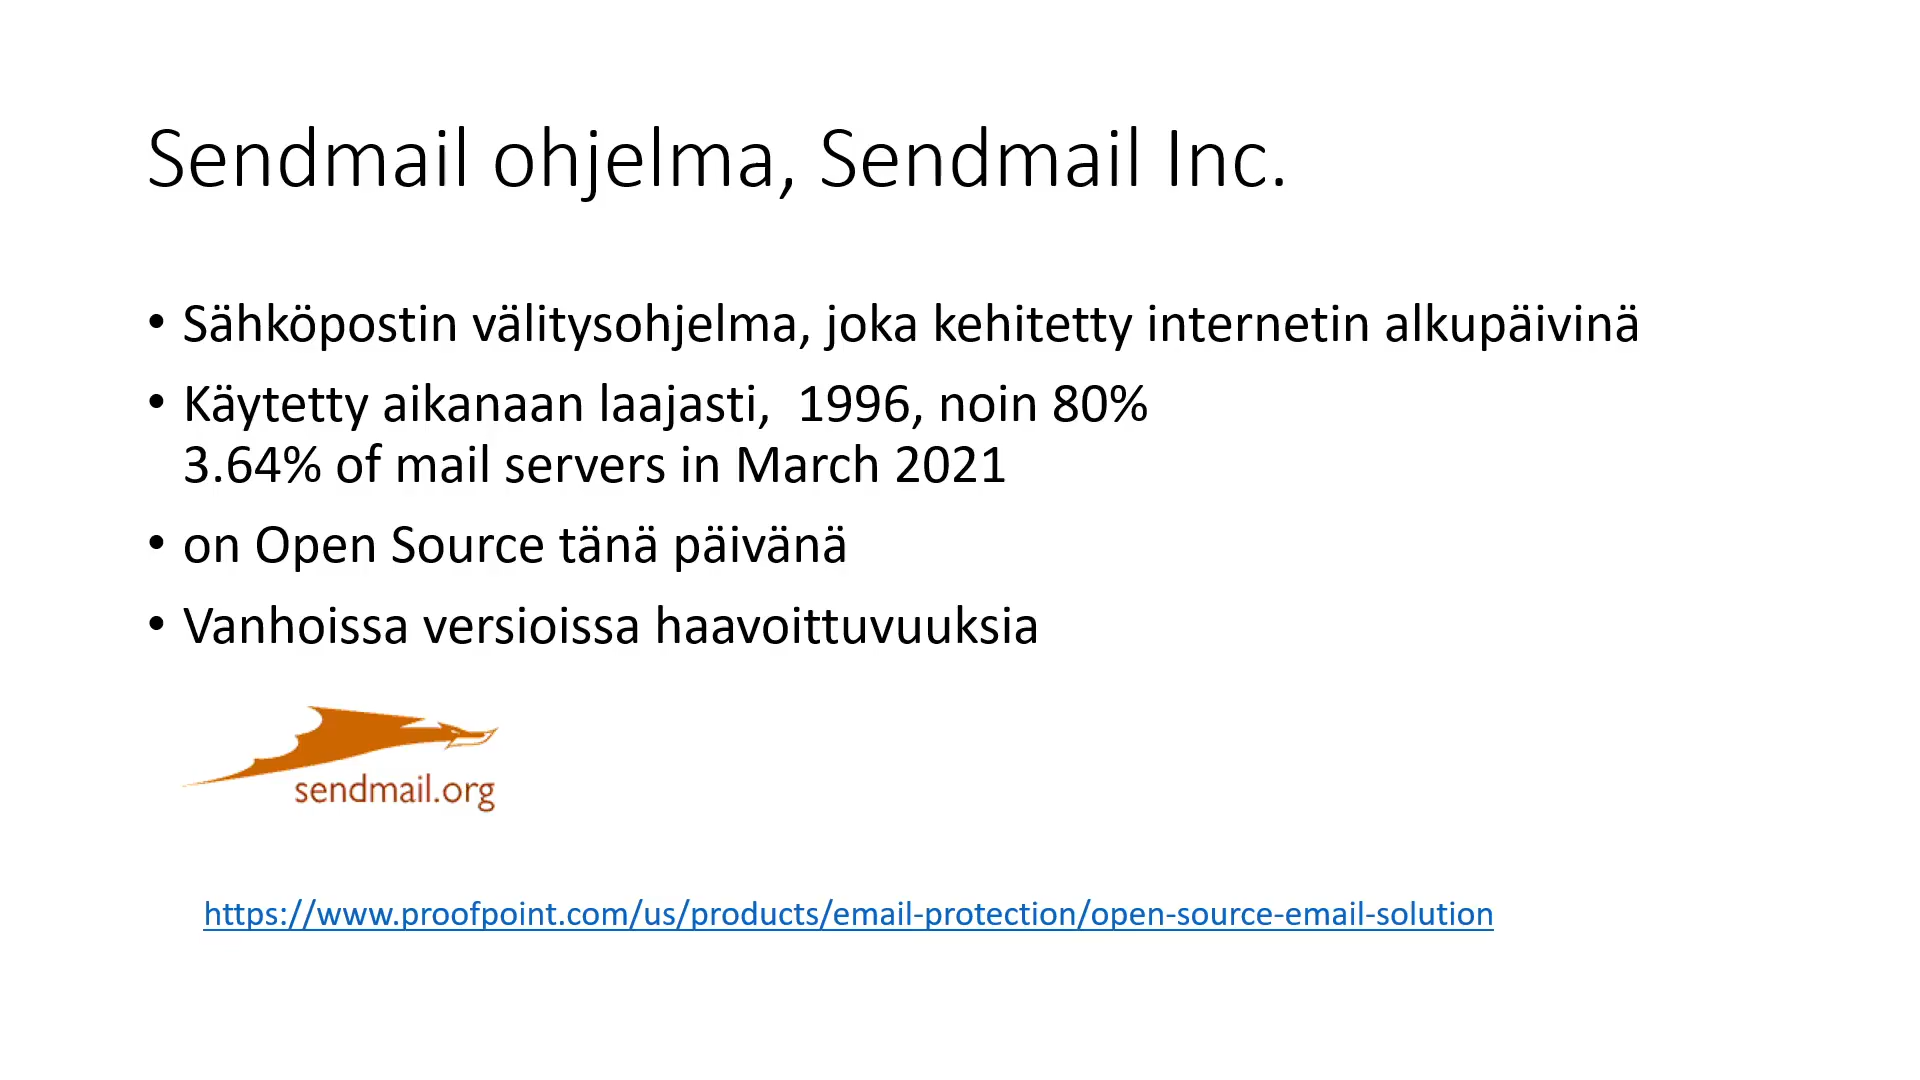 Sendmail ohjelma, Sendmail Inc.
• Sähköpostin välitysohjelma, joka kehitetty internetin alkupäivinä
• Käytetty aikanaan laajasti,  1996, noin 80%
3.64% of mail servers in March 2021
• on Open Source tänä päivänä
• Vanhoissa versioissa haavoittuvuuksia
sendmail.org
https://www.proofpoint.com/us/products/email-protection/open-source-email-solution